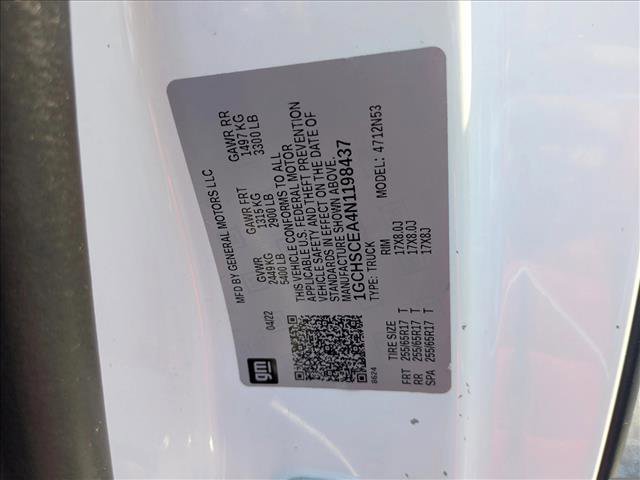 gm
MFD BY GENERAL MOTORS LLC
04/22
GVWR GAWR FRT GAWR RR
2449 KG 1315 KG 1497 KG
5400 LB 2900 LB 3300 LB
THIS VEHICLE CONFORMS TO ALL
APPLICABLE U.S. FEDERAL MOTOR
VEHICLE SAFETY AND THEFT PREVENTION
STANDARDS IN EFFECT ON THE DATE OF
MANUFACTURE SHOWN ABOVE.
1GCHSCEA4N1198437
TYPE: TRUCK MODEL: 4712N53
8624
TIRE SIZE RIM
FRT 255/65R17 T 17X8.0J
RR 255/65R17 T 17X8.0J
SPA 255/65R17 T 17X8J